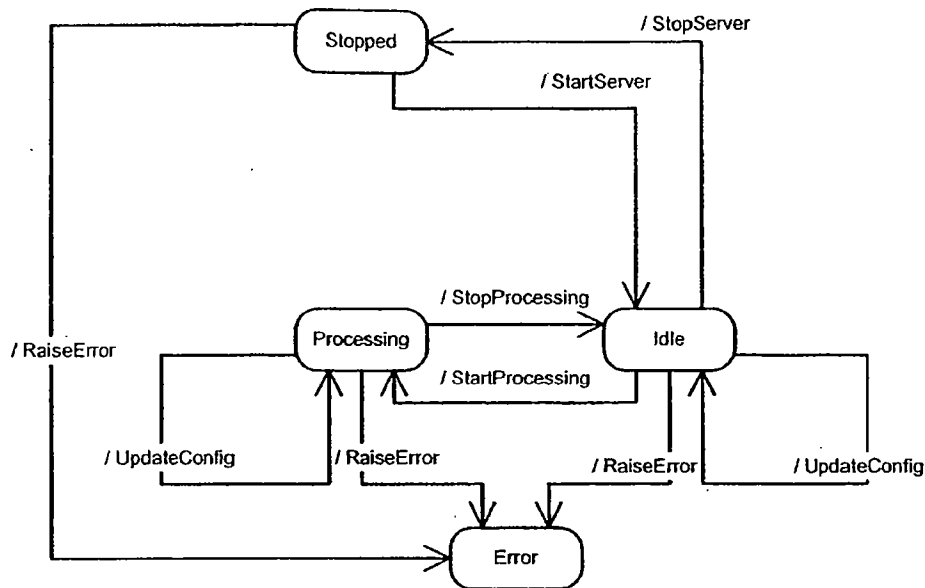 / StopServer
Stopped
/ StartServer
/ StopProcessing
Processing
Idle
/ RaiseError
/ StartProcessing
/ UpdateConfig
/ RaiseError
/ RaiseError
/ UpdateConfig
Error